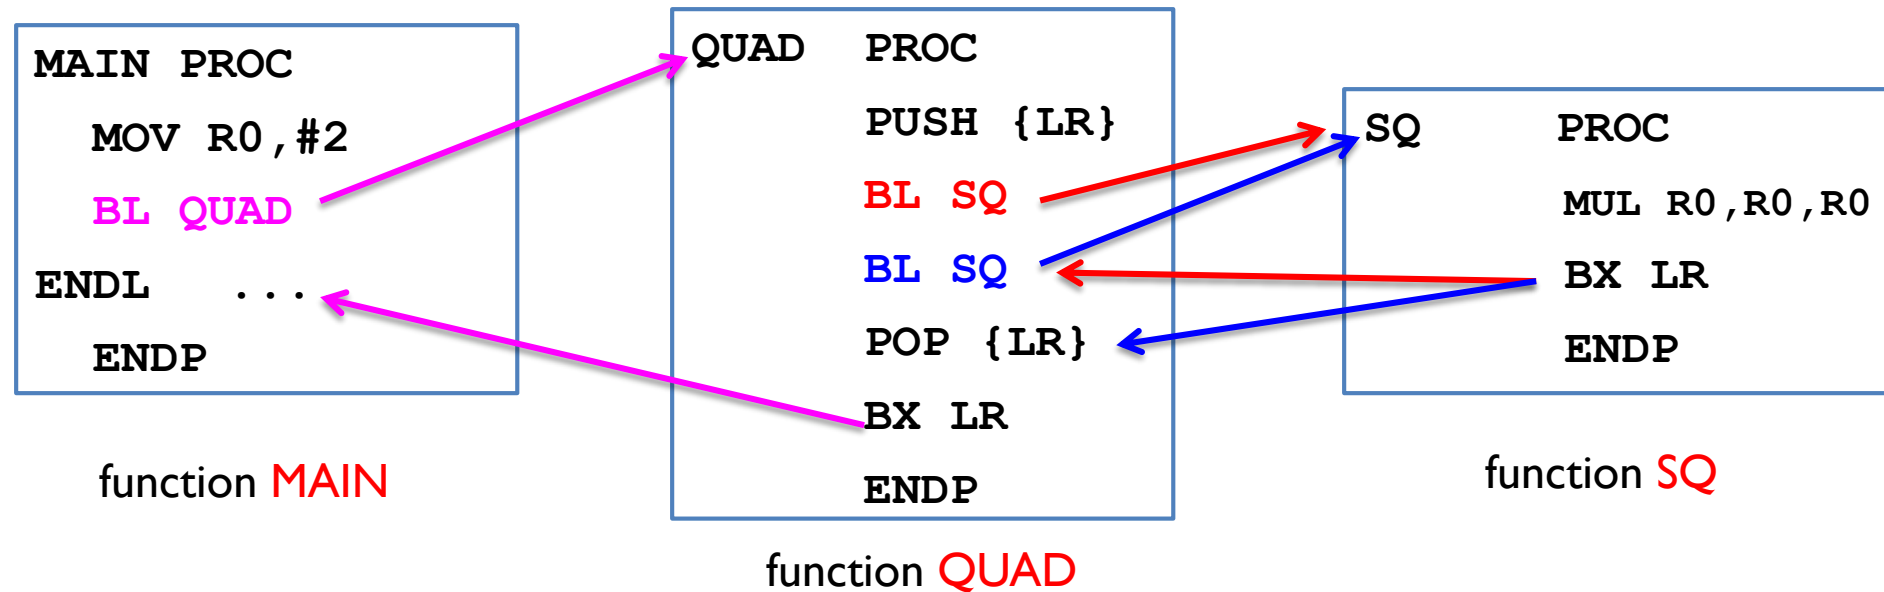 MAIN PROC
MOV R0,#2
BL QUAD
ENDL ...
ENDP
function MAIN
QUAD PROC
PUSH {LR}
BL SQ
BL SQ
POP {LR}
BX LR
ENDP
function QUAD
SQ PROC
MUL R0,R0,R0
BX LR
ENDP
function SQ